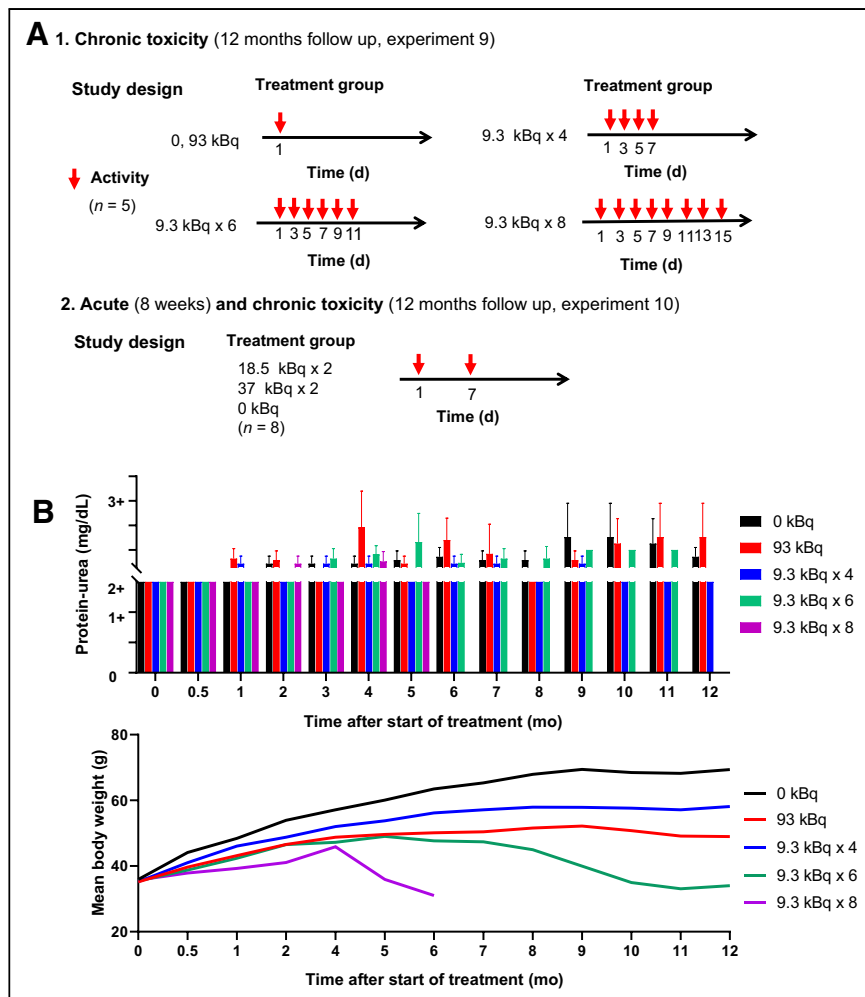 A 1. Chronic toxicity (12 months follow up, experiment 9)
Study design
Treatment group
Treatment group
0, 93 kBq
1
Time (d)
9.3 kBq x 4
1 3 5 7
Time (d)
Activity
(n = 5)
9.3 kBq x 6
1 3 5 7 9 11
Time (d)
9.3 kBq x 8
1 3 5 7 9 11 13 15
Time (d)
2. Acute (8 weeks) and chronic toxicity (12 months follow up, experiment 10)
Study design
Treatment group
18.5 kBq x 2
37 kBq x 2
0 kBq
(n = 8)
1 7
Time (d)
B
Protein-urea (mg/dL)
3+
2+
1+
0
0 0.5 1 2 3 4 5 6 7 8 9 10 11 12
Time after start of treatment (mo)
0 kBq
93 kBq
9.3 kBq x 4
9.3 kBq x 6
9.3 kBq x 8
Mean body weight (g)
80
60
40
20
0 0.5 1 2 4 5 6 7 8 9 10 11 12
Time after start of treatment (mo)
0 kBq
93 kBq
9.3 kBq x 4
9.3 kBq x 6
9.3 kBq x 8